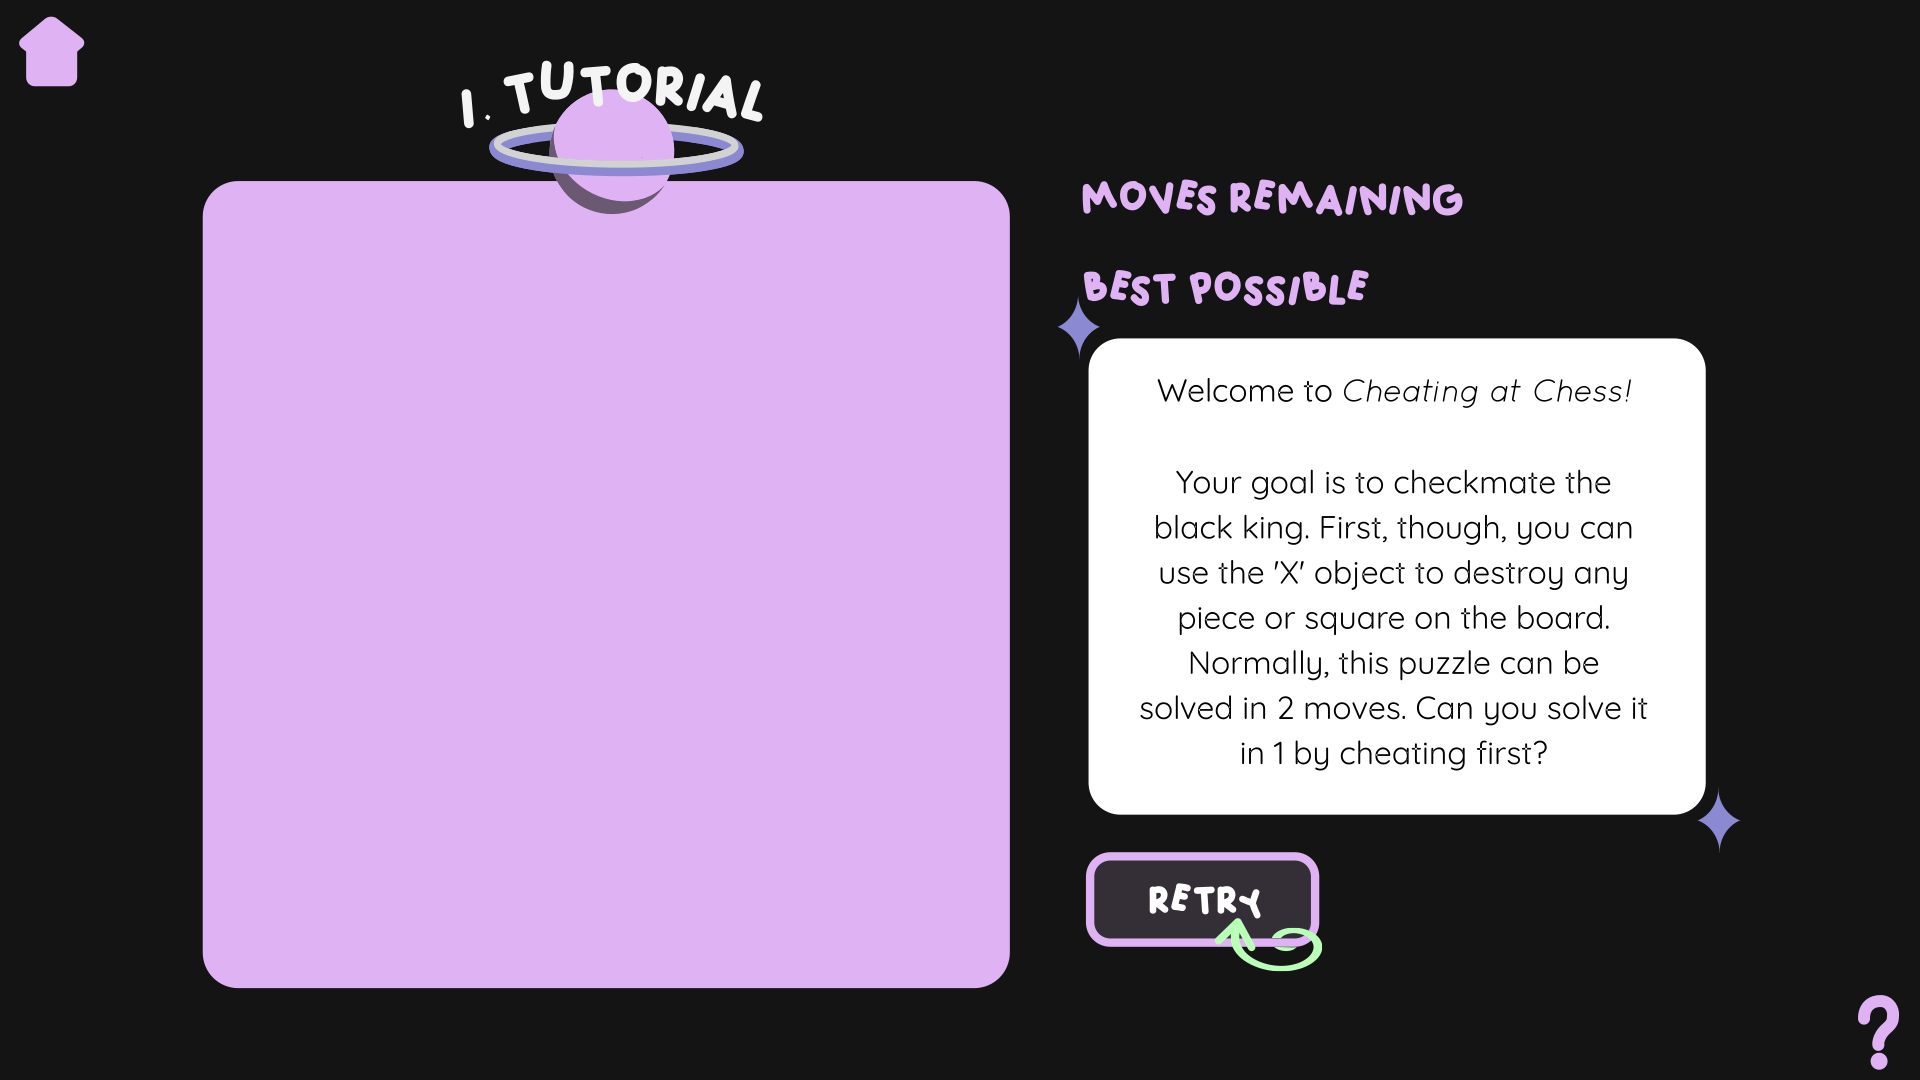 1. TUTORIAL
MOVES REMAINING
BEST POSSIBLE
Welcome to Cheating at Chess!
Your goal is to checkmate the
black king. First, though, you can
use the 'X' object to destroy any
piece or square on the board.
Normally, this puzzle can be
solved in 2 moves. Can you solve it
in 1 by cheating first?
RETRY
?